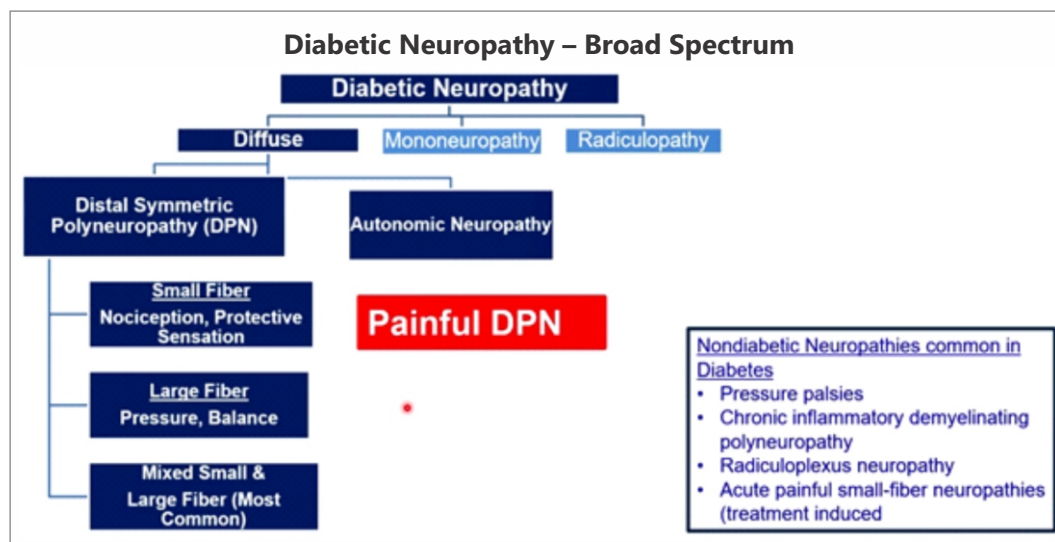 Diabetic Neuropathy – Broad Spectrum
Diabetic Neuropathy
Diffuse
Mononeuropathy
Radiculopathy
Distal Symmetric
Polyneuropathy (DPN)
Autonomic Neuropathy
Small Fiber
Nociception, Protective
Sensation
Painful DPN
Large Fiber
Pressure, Balance
Mixed Small &
Large Fiber (Most
Common)
Nondiabetic Neuropathies common in
Diabetes
• Pressure palsies
• Chronic inflammatory demyelinating
polyneuropathy
• Radiculoplexus neuropathy
• Acute painful small-fiber neuropathies
(treatment induced